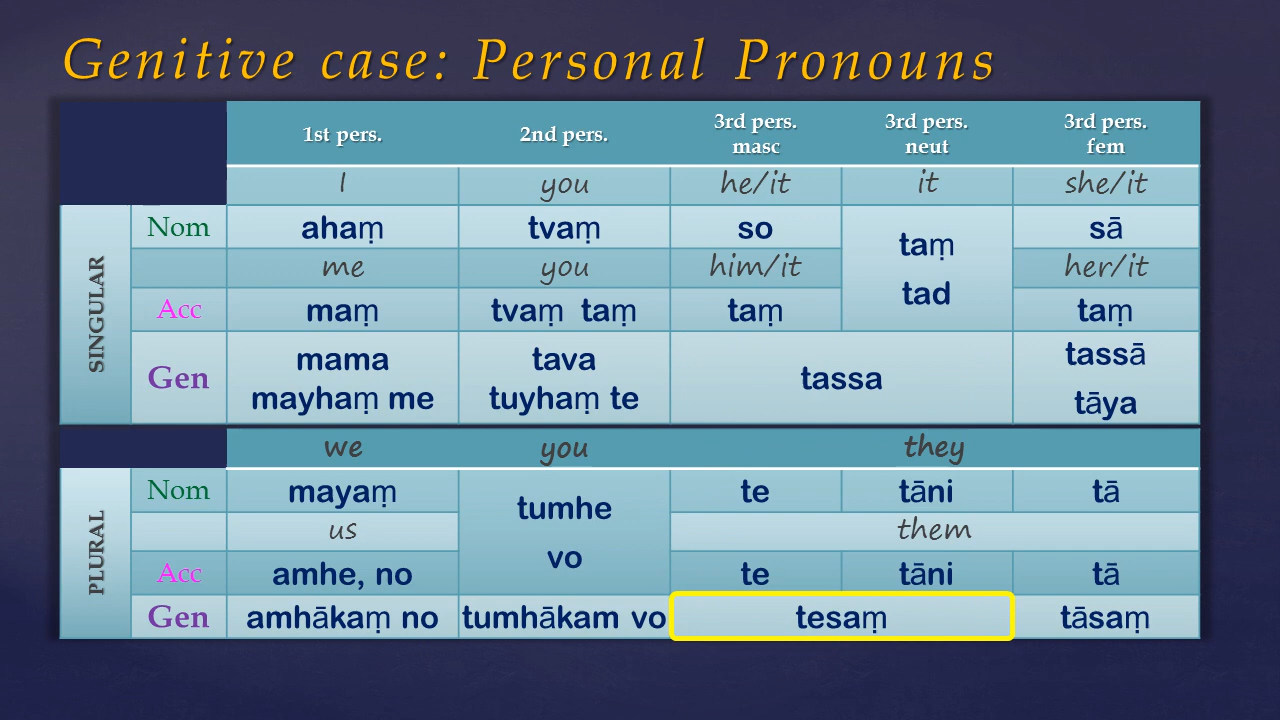 Genitive case: Personal Pronouns
1st pers. 2nd pers. 3rd pers. masc 3rd pers. neut 3rd pers. fem
I you he/it it she/it
SINGULAR
Nom ahaṃ tvaṃ so taṃ tad sā
me you him/it her/it
Acc maṃ tvaṃ taṃ taṃ taṃ
Gen mama mayhaṃ me tava tuyhaṃ te tassa tassā tāya
we you they
PLURAL
Nom mayaṃ tumhe vo te tāni tā
us them
Acc amhe, no te tāni tā
Gen amhākaṃ no tumhākam vo tesaṃ tāsaṃ